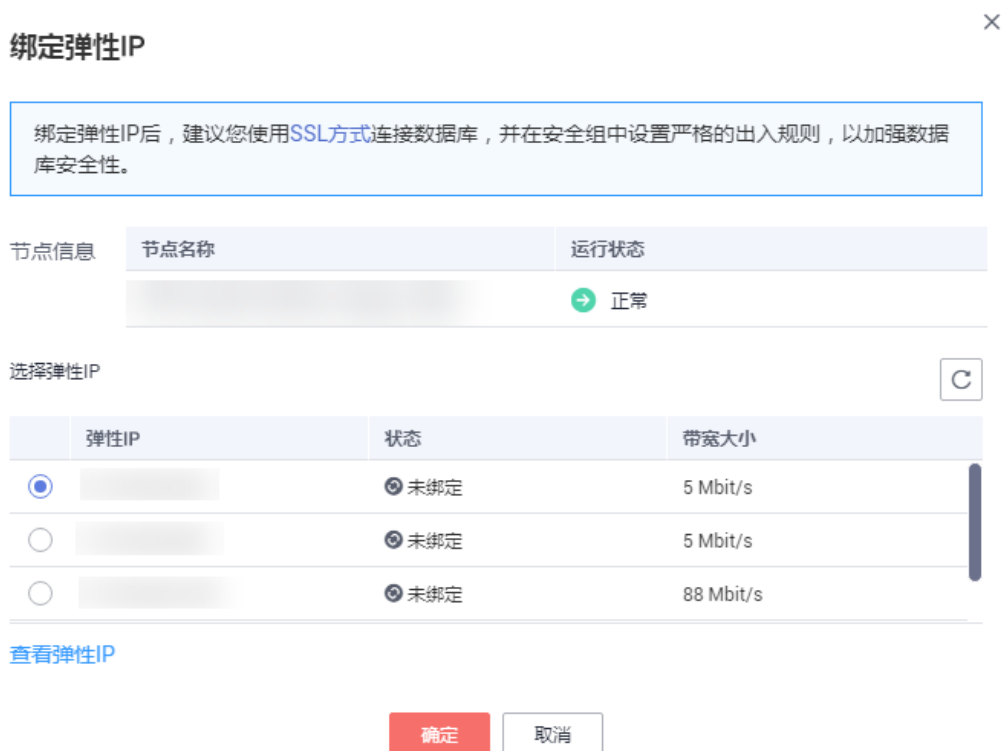 绑定弹性IP
绑定弹性IP后，建议您使用SSL方式连接数据库，并在安全组中设置严格的出入规则，以加强数据
库安全性。
节点信息 节点名称 运行状态
正常
选择弹性IP
弹性IP 状态 带宽大小
未绑定 5 Mbit/s
未绑定 5 Mbit/s
未绑定 88 Mbit/s
查看弹性IP
确定 取消